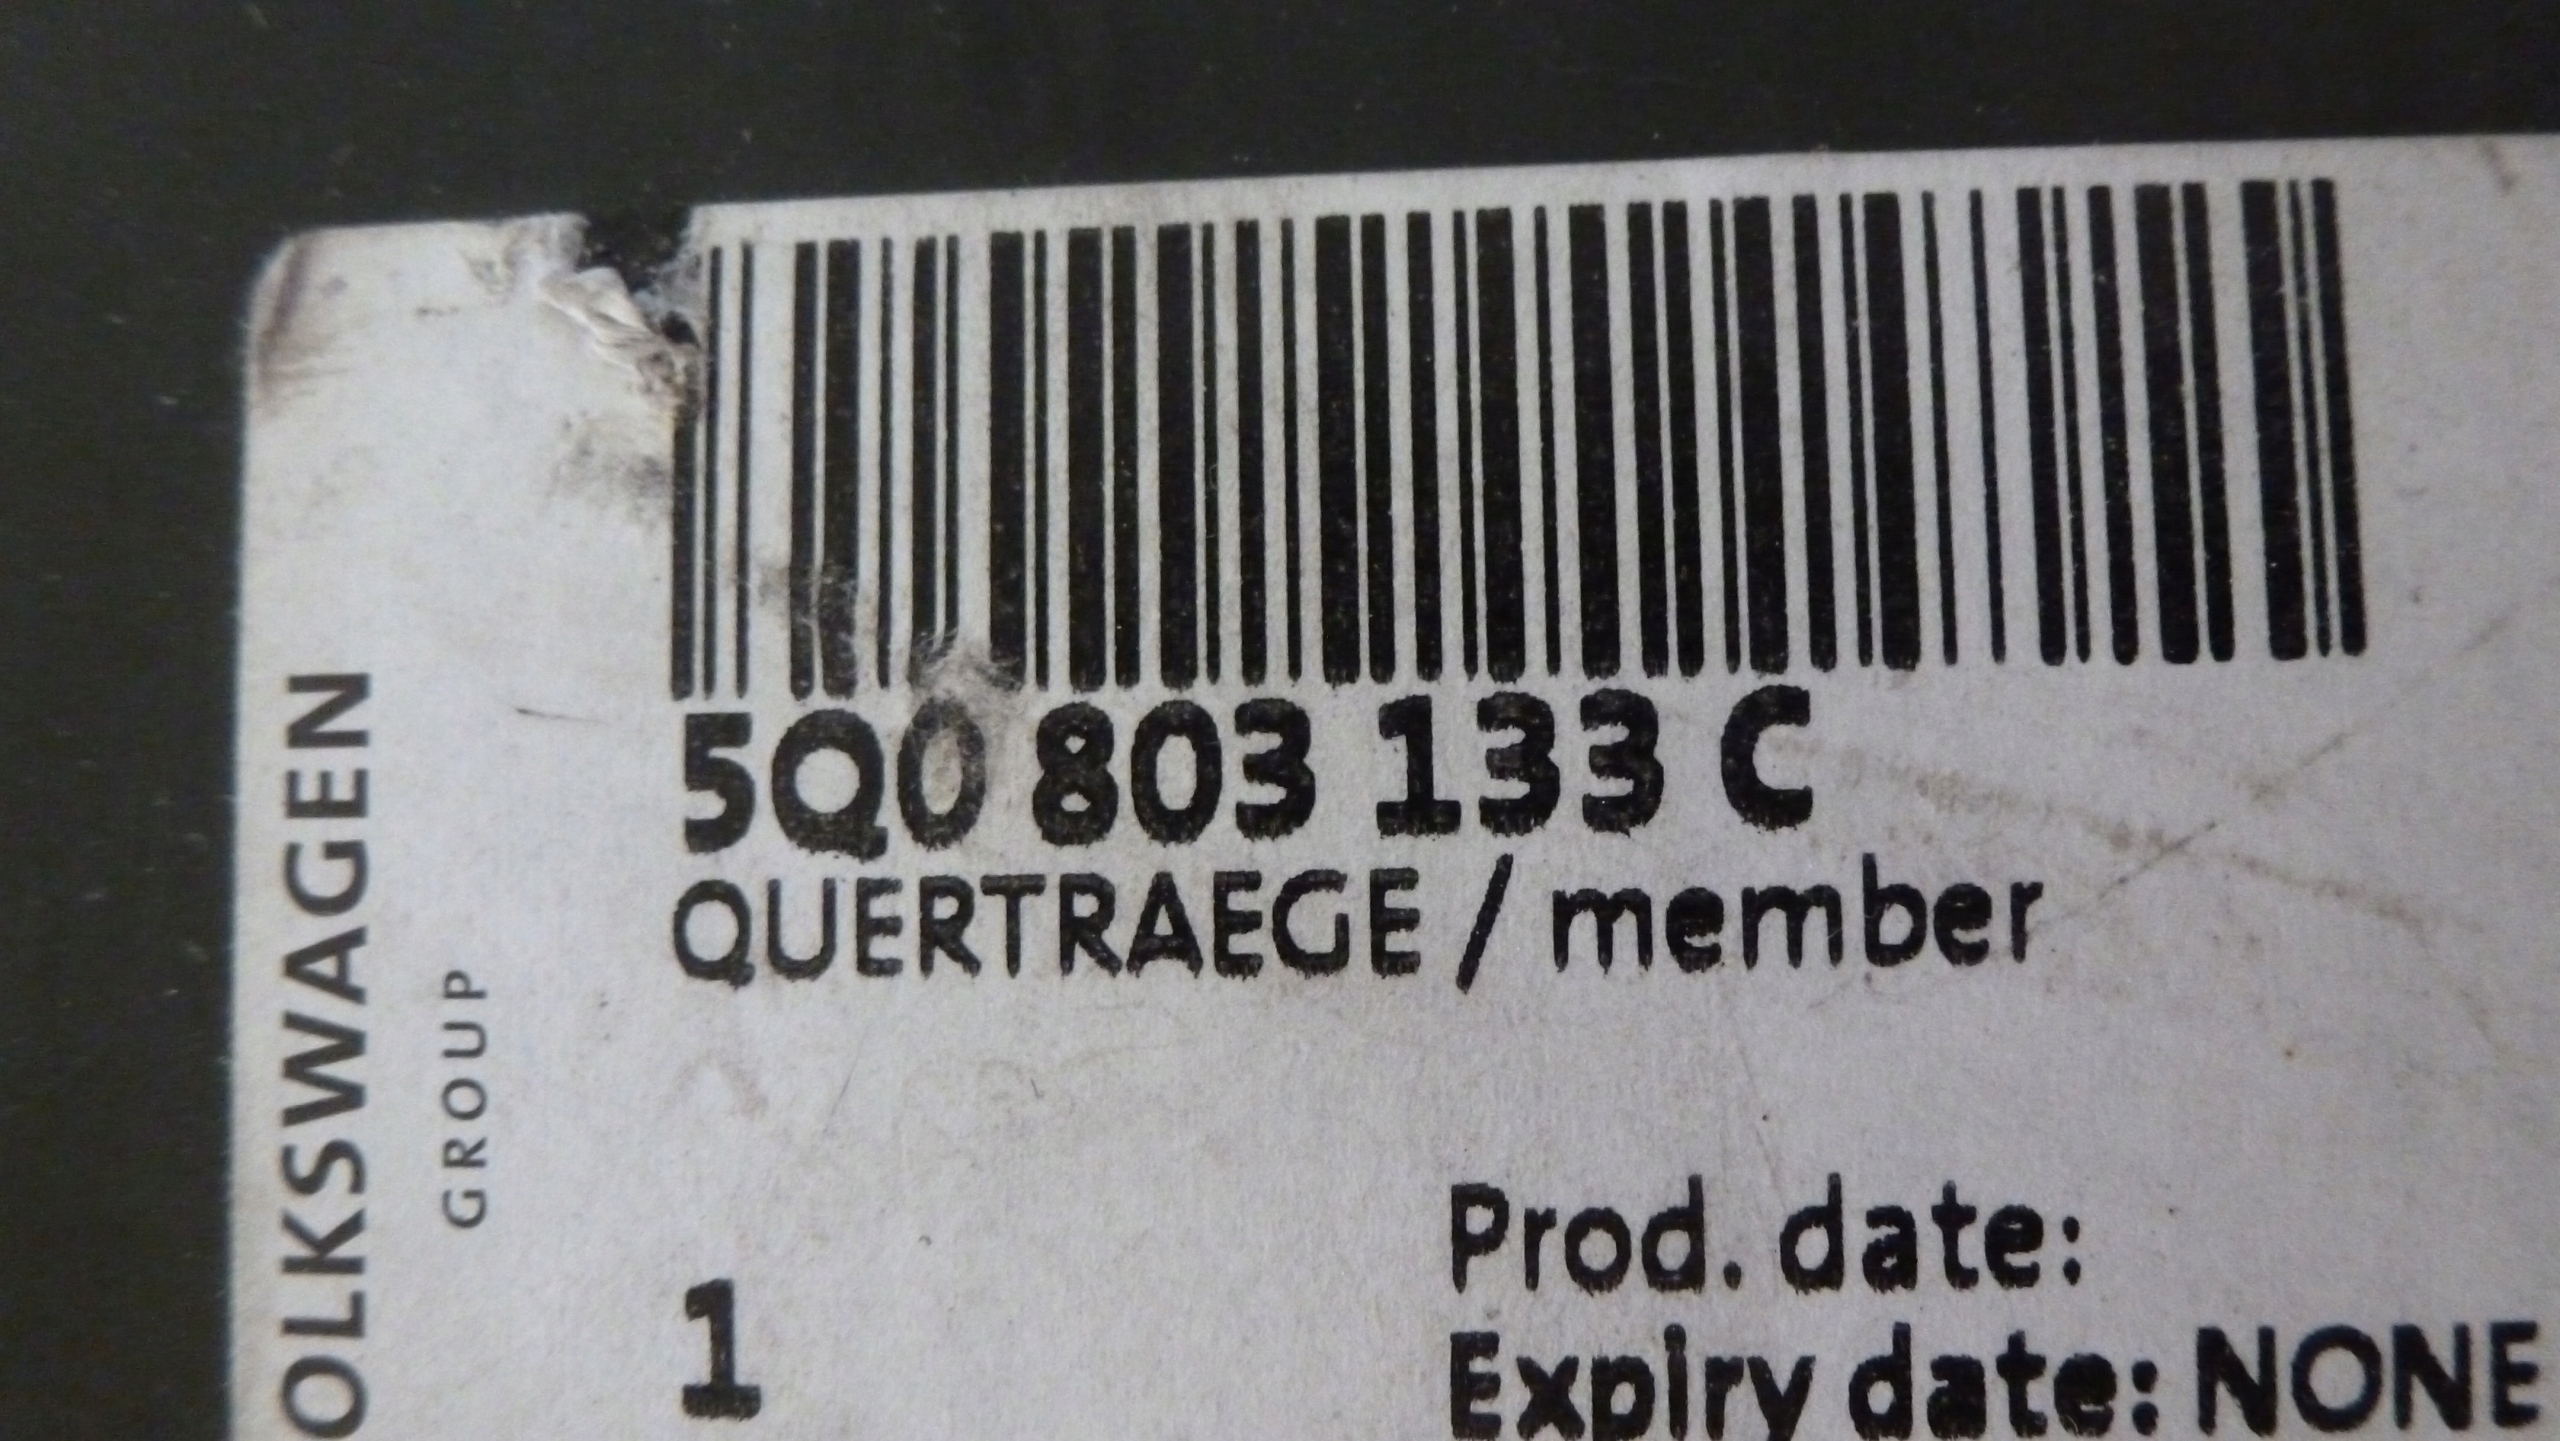 5Q0 803 133 C
QUERTRAEGE / member
Prod. date:
1
Expiry date: NONE
OLKSWAGEN
GROUP